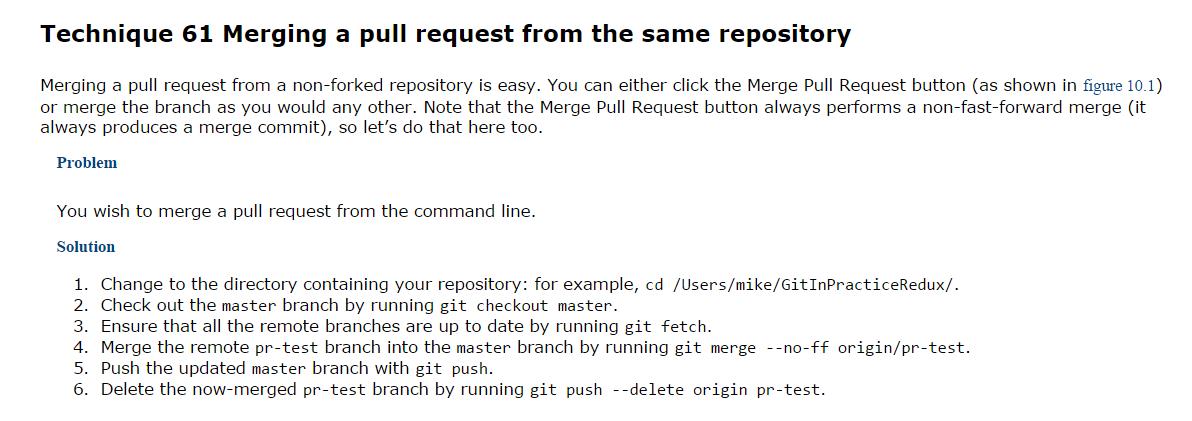 Technique 61 Merging a pull request from the same repository
Merging a pull request from a non-forked repository is easy. You can either click the Merge Pull Request button (as shown in figure 10.1)
or merge the branch as you would any other. Note that the Merge Pull Request button always performs a non-fast-forward merge (it
always produces a merge commit), so let’s do that here too.
Problem
You wish to merge a pull request from the command line.
Solution
1. Change to the directory containing your repository: for example, cd /Users/mike/GitInPracticeRedux/.
2. Check out the master branch by running git checkout master.
3. Ensure that all the remote branches are up to date by running git fetch.
4. Merge the remote pr-test branch into the master branch by running git merge --no-ff origin/pr-test.
5. Push the updated master branch with git push.
6. Delete the now-merged pr-test branch by running git push --delete origin pr-test.